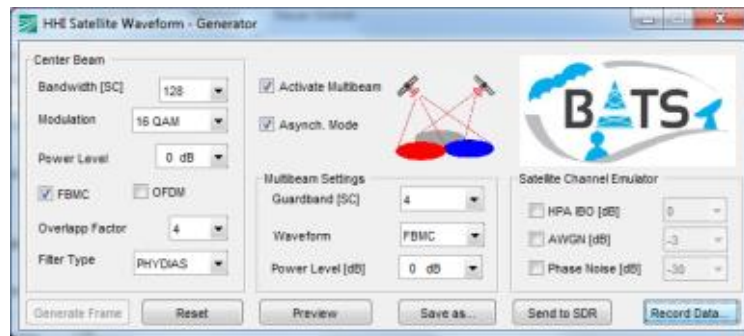 HHI Satellite Waveform - Generator
Center Beam
Bandwidth [SC] 128
Modulation 16 QAM
Power Level 0 dB
FBMC OFDM
Overlapp Factor 4
Filter Type PHYDIAS
Activate Multibeam
Asynch. Mode
BATS
Multibeam Settings
Guardband [SC] 4
Waveform FBMC
Power Level [dB] 0 dB
Satellite Channel Emulator
HPA IBO [dB] 0
AWGN [dB] -3
Phase Noise [dB] -30
Generate Frame Reset Preview Save as... Send to SDR Record Data...